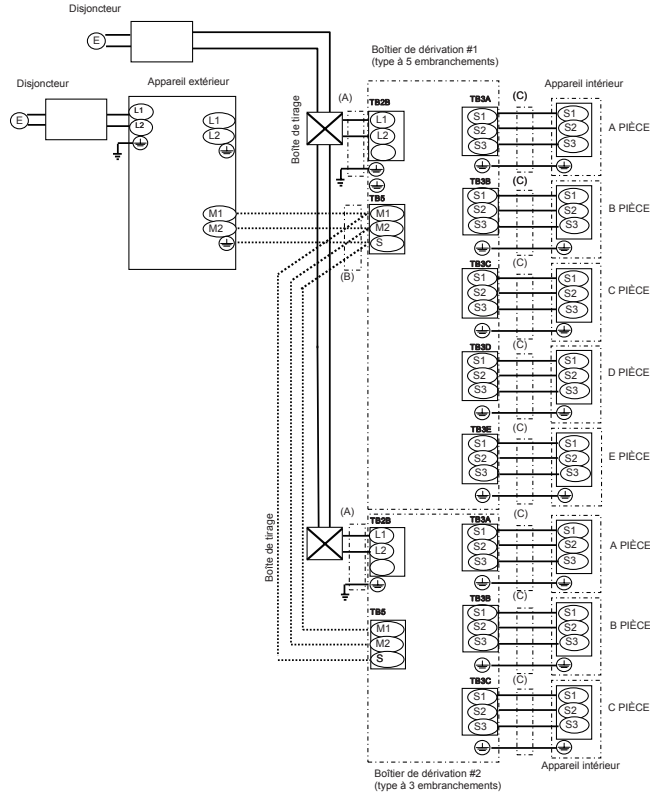 Disjoncteur
E
Boîtier de dérivation #1
(type à 5 embranchements)
Disjoncteur
Appareil extérieur
Appareil intérieur
E
L1
L2
L1
L2
M1
M2
Boîte de tirage
(A)
TB2B
L1
L2
TB5
M1
M2
S
(B)
TB3A
S1
S2
S3
(C)
S1
S2
S3
A PIÈCE
TB3B
S1
S2
S3
(C)
S1
S2
S3
B PIÈCE
TB3C
S1
S2
S3
(C)
S1
S2
S3
C PIÈCE
TB3D
S1
S2
S3
(C)
S1
S2
S3
D PIÈCE
TB3E
S1
S2
S3
(C)
S1
S2
S3
E PIÈCE
Boîte de tirage
(A)
TB2B
L1
L2
TB5
M1
M2
S
TB3A
S1
S2
S3
(C)
S1
S2
S3
A PIÈCE
TB3B
S1
S2
S3
(C)
S1
S2
S3
B PIÈCE
TB3C
S1
S2
S3
(C)
S1
S2
S3
C PIÈCE
Appareil intérieur
Boîtier de dérivation #2
(type à 3 embranchements)